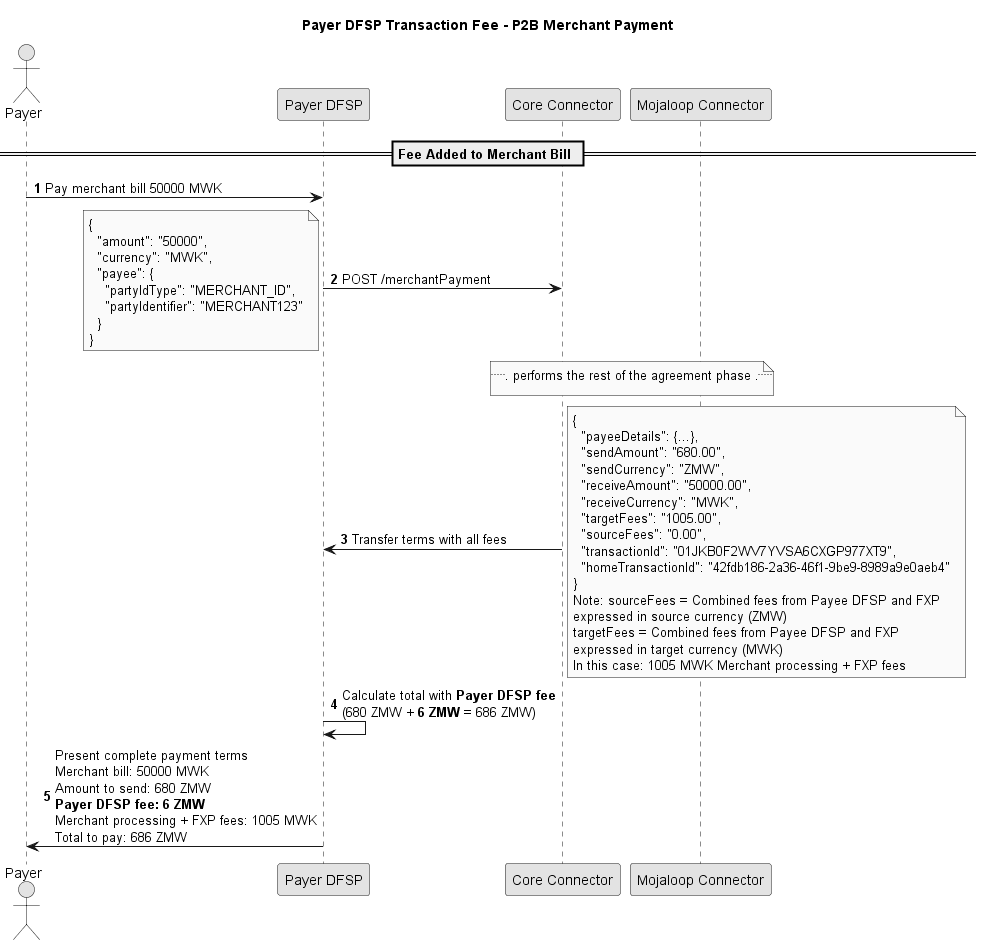 Payer DFSP Transaction Fee - P2B Merchant Payment
Payer
Payer DFSP
Core Connector
Mojaloop Connector
Fee Added to Merchant Bill
1 Pay merchant bill 50000 MWK
{
"amount": "50000",
"currency": "MWK",
"payee": {
"partyIdType": "MERCHANT_ID",
"partyIdentifier": "MERCHANT123"
}
}
2 POST /merchantPayment
. performs the rest of the agreement phase .
{
"payeeDetails": {...},
"sendAmount": "680.00",
"sendCurrency": "ZMW",
"receiveAmount": "50000.00",
"receiveCurrency": "MWK",
"targetFees": "1005.00",
"sourceFees": "0.00",
"transactionId": "01JKB0F2WV7YVSA6CXGP977XT9",
"homeTransactionId": "42fdb186-2a36-46f1-9be9-8989a9e0aeb4"
}
Note: sourceFees = Combined fees from Payee DFSP and FXP
expressed in source currency (ZMW)
targetFees = Combined fees from Payee DFSP and FXP
expressed in target currency (MWK)
In this case: 1005 MWK Merchant processing + FXP fees
3 Transfer terms with all fees
4 Calculate total with Payer DFSP fee
(680 ZMW + 6 ZMW = 686 ZMW)
5 Present complete payment terms
Merchant bill: 50000 MWK
Amount to send: 680 ZMW
Payer DFSP fee: 6 ZMW
Merchant processing + FXP fees: 1005 MWK
Total to pay: 686 ZMW
Payer
Payer DFSP
Core Connector
Mojaloop Connector